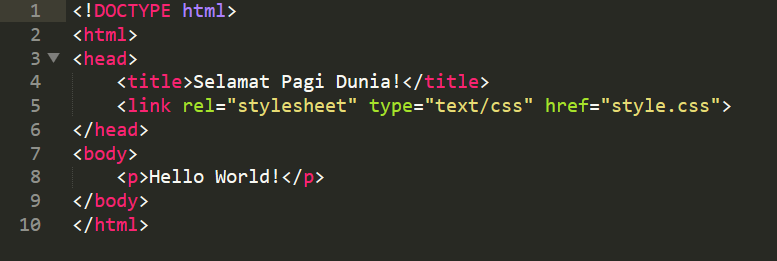 1 <!DOCTYPE html>
2 <html>
3 <head>
4 <title>Selamat Pagi Dunia!</title>
5 <link rel="stylesheet" type="text/css" href="style.css">
6 </head>
7 <body>
8 <p>Hello World!</p>
9 </body>
10 </html>